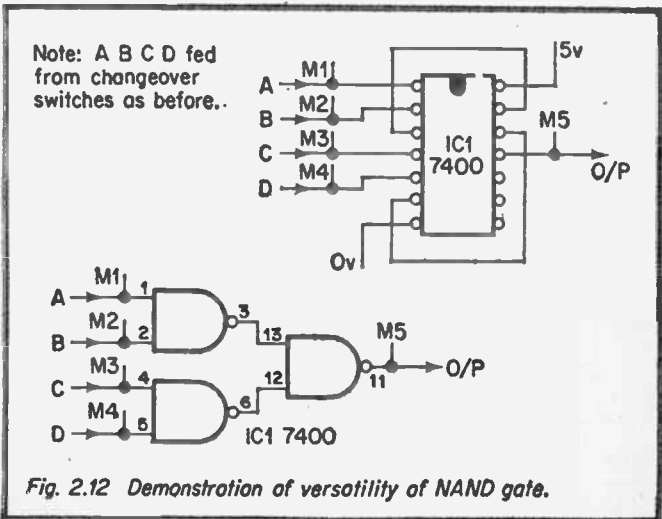 Note: A B C D fed
from changeover
switches as before..
A M1
B M2
C M3
D M4
5v
M5
IC1
7400
O/P
0v
A M1 1
B M2 2
3
C M3 4
D M4 5
6
13
12
11
M5
O/P
IC1 7400
Fig. 2.12 Demonstration of versatility of NAND gate.